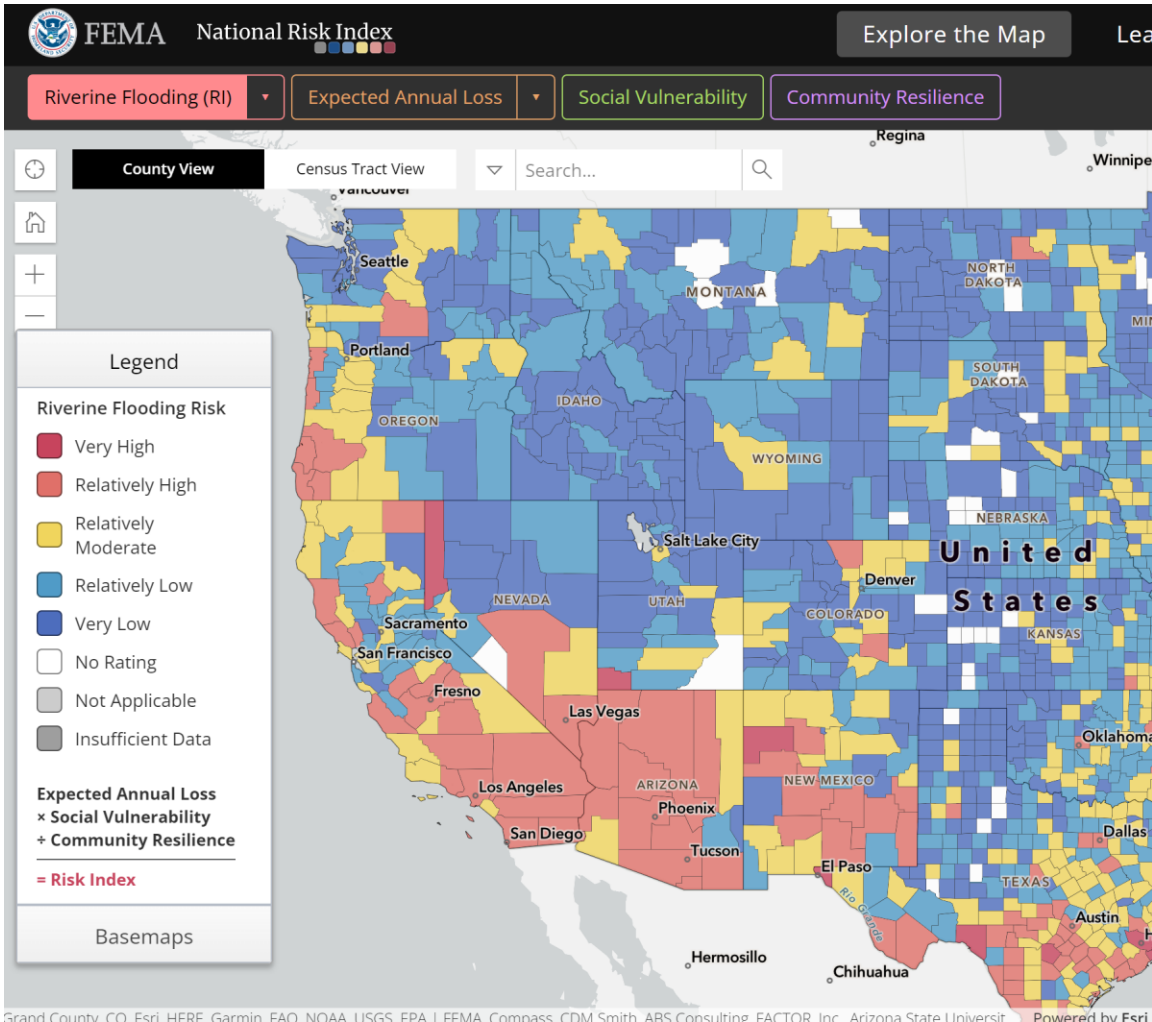 FEMA
National Risk Index
Explore the Map
Lea
Riverine Flooding (RI)
Expected Annual Loss
Social Vulnerability
Community Resilience
Regina
Winnipe
County View
Census Tract View
Search...
Vancouver
Seattle
MONTANA
NORTH
DAKOTA
MIN
Portland
SOUTH
DAKOTA
IDAHO
OREGON
WYOMING
NEBRASKA
Salt Lake City
United
States
Denver
NEVADA
UTAH
COLORADO
Sacramento
KANSAS
San Francisco
Fresno
Las Vegas
Oklahoma
Los Angeles
ARIZONA
NEW MEXICO
Phoenix
San Diego
Dallas
Tucson
El Paso
TEXAS
Rio Grande
Austin
H
Hermosillo
Chihuahua
Legend
Riverine Flooding Risk
Very High
Relatively High
Relatively
Moderate
Relatively Low
Very Low
No Rating
Not Applicable
Insufficient Data
Expected Annual Loss
× Social Vulnerability
÷ Community Resilience
= Risk Index
Basemaps
Grand County, CO, Esri, HERE, Garmin, FAO, NOAA, USGS, EPA | FEMA, Compass, CDM Smith, ABS Consulting, FACTOR, Inc., Arizona State Universit
Powered by Esri